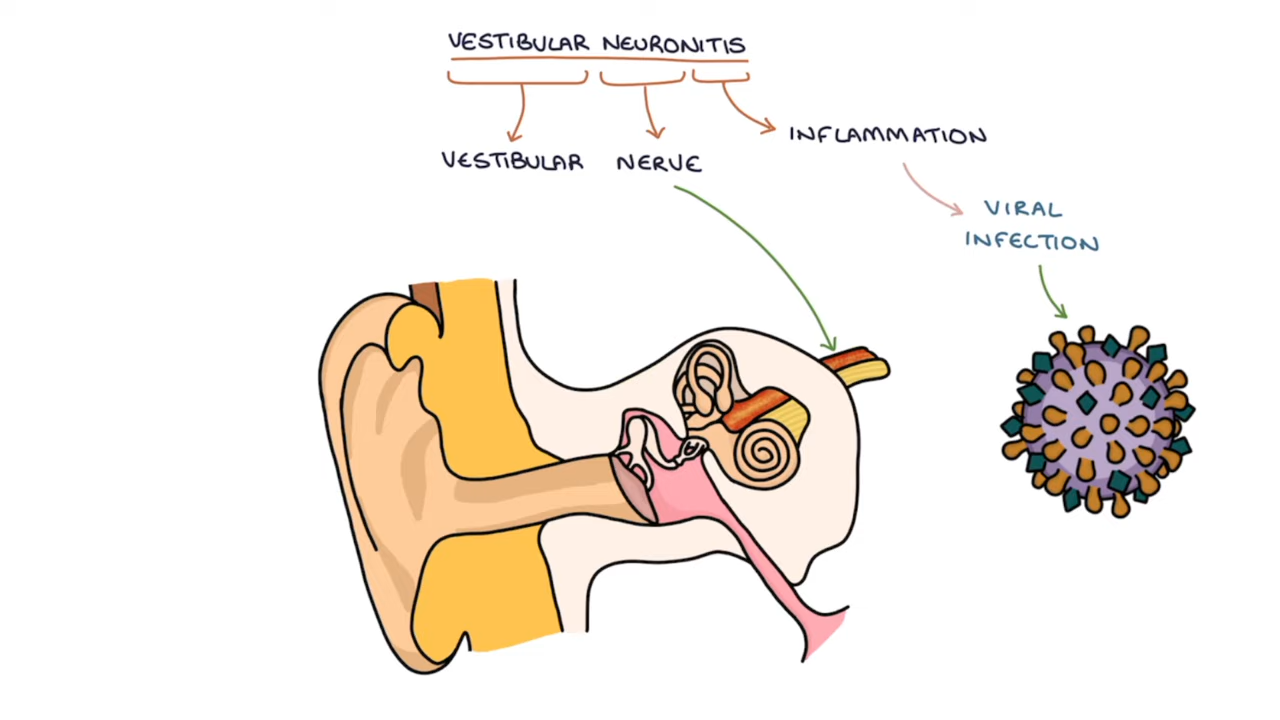 VESTIBULAR NEURONITIS
INFLAMMATION
VESTIBULAR NERVE
VIRAL
INFECTION